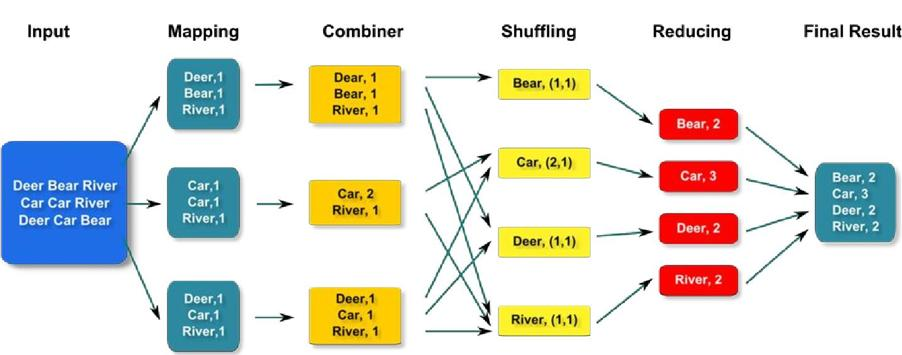 Input
Mapping
Combiner
Shuffling
Reducing
Final Result
Deer Bear River
Car Car River
Deer Car Bear
Deer,1
Bear,1
River,1
Car,1
Car,1
River,1
Deer,1
Car,1
River,1
Dear, 1
Bear, 1
River, 1
Car, 2
River, 1
Deer,1
Car, 1
River, 1
Bear, (1,1)
Car, (2,1)
Deer, (1,1)
River, (1,1)
Bear, 2
Car, 3
Deer, 2
River, 2
Bear, 2
Car, 3
Deer, 2
River, 2